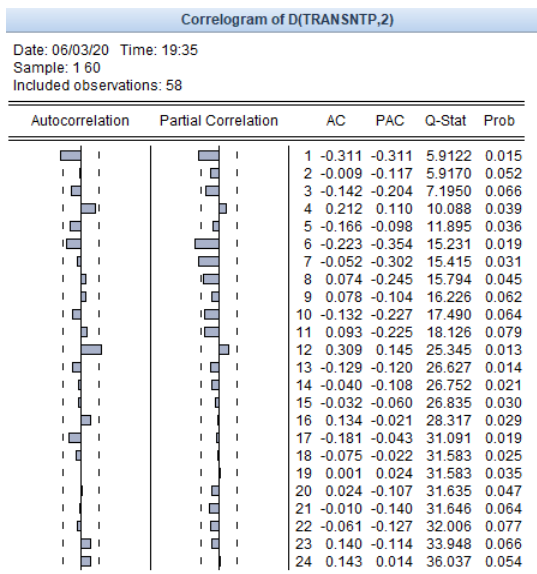 Correlogram of D(TRANSNTP,2)
Date: 06/03/20 Time: 19:35
Sample: 1 60
Included observations: 58
Autocorrelation Partial Correlation AC PAC Q-Stat Prob
1 -0.311 -0.311 5.9122 0.015
2 -0.009 -0.117 5.9170 0.052
3 -0.142 -0.204 7.1950 0.066
4 0.212 0.110 10.088 0.039
5 -0.166 -0.098 11.895 0.036
6 -0.223 -0.354 15.231 0.019
7 -0.052 -0.302 15.415 0.031
8 0.074 -0.245 15.794 0.045
9 0.078 -0.104 16.226 0.062
10 -0.132 -0.227 17.490 0.064
11 0.093 -0.225 18.126 0.079
12 0.309 0.145 25.345 0.013
13 -0.129 -0.120 26.627 0.014
14 -0.040 -0.108 26.752 0.021
15 -0.032 -0.060 26.835 0.030
16 0.134 -0.021 28.317 0.029
17 -0.181 -0.043 31.091 0.019
18 -0.075 -0.022 31.583 0.025
19 0.001 0.024 31.583 0.035
20 0.024 -0.107 31.635 0.047
21 -0.010 -0.140 31.646 0.064
22 -0.061 -0.127 32.006 0.077
23 0.140 -0.114 33.948 0.066
24 0.143 0.014 36.037 0.054